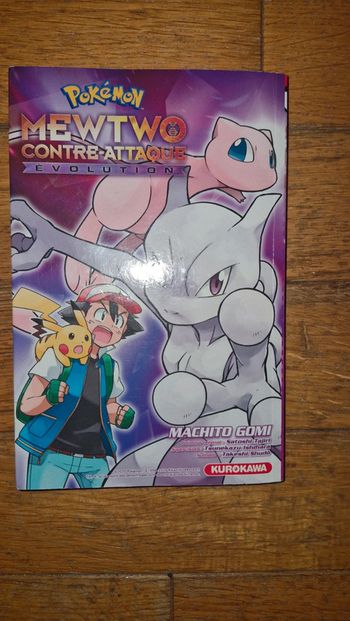 POKÉMON
MEWTWO
CONTRE-ATTAQUE
EVOLUTION
MACHITO GOMI
Satoshi Tajiri
Tsunekazu Ishihara
Takeshi Shudo
KUROKAWA